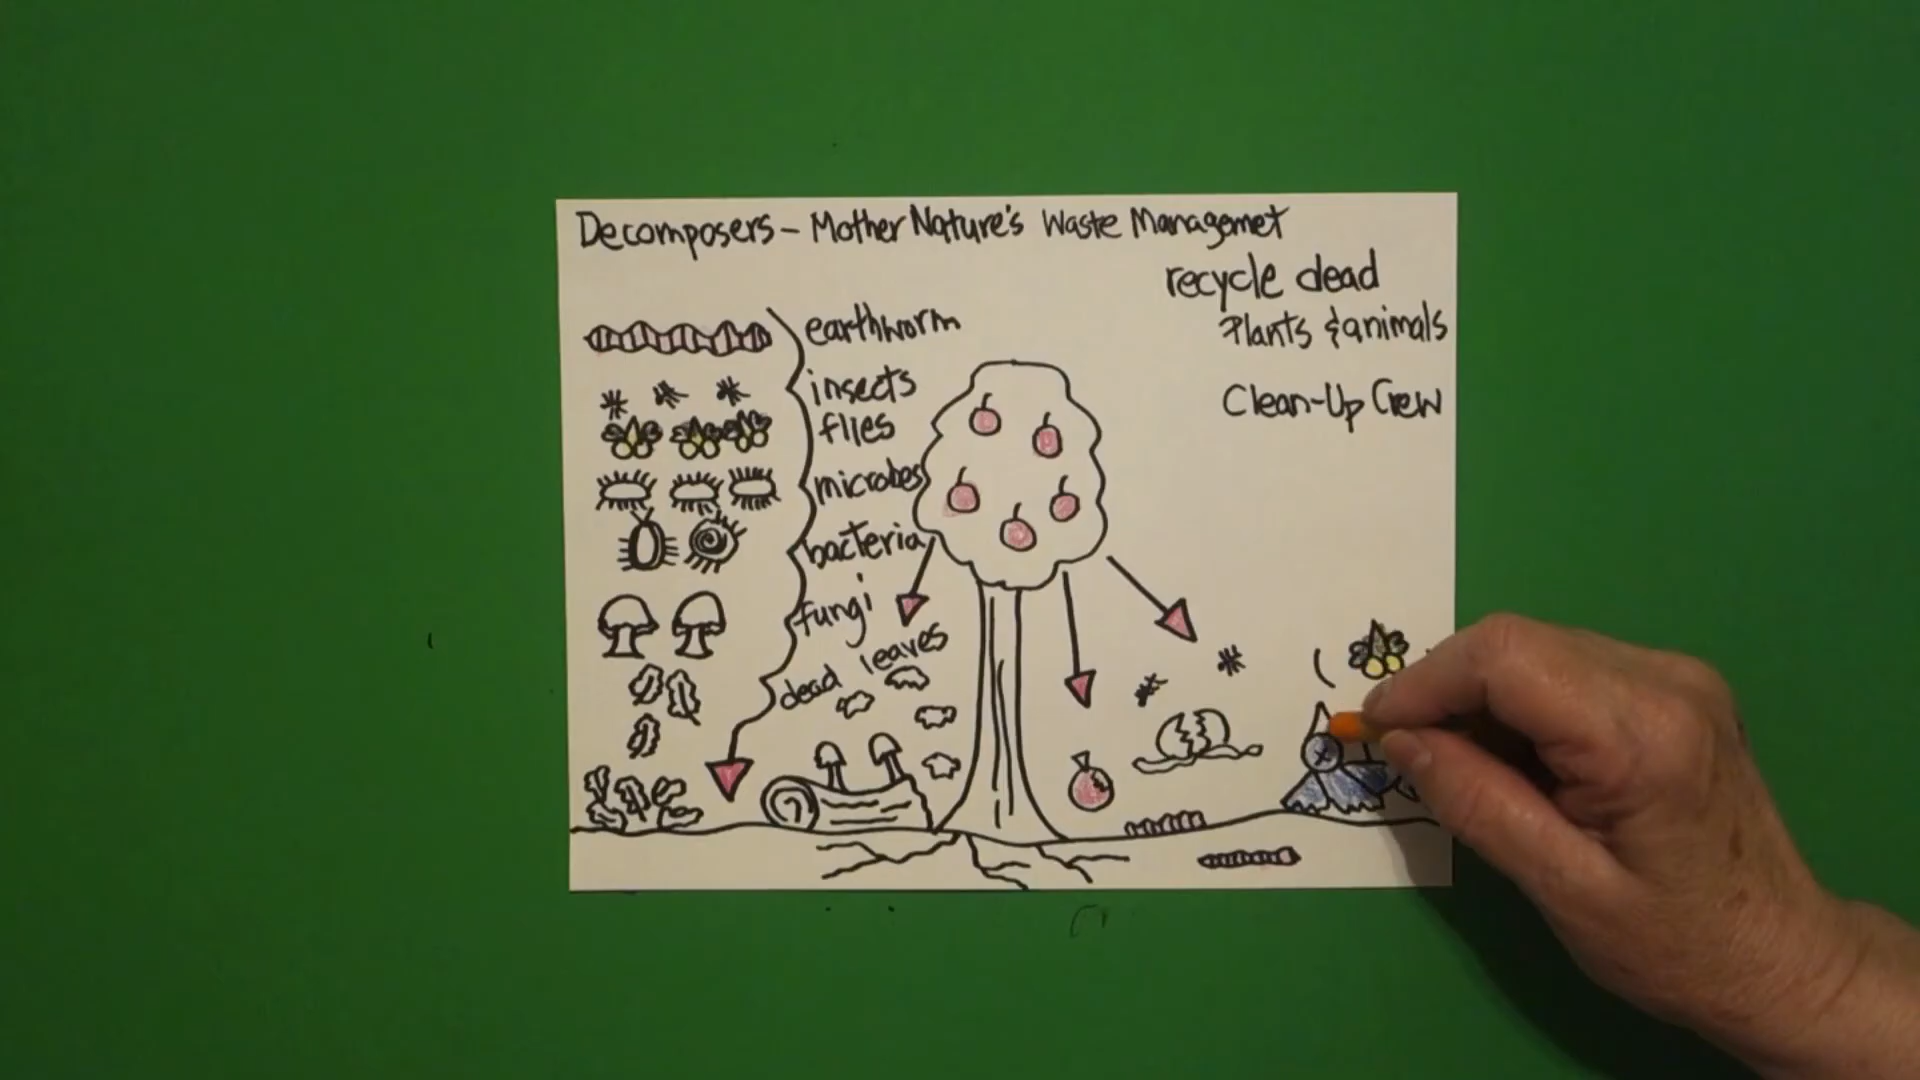 Decomposers - Mother Nature's Waste Managemet
recycle dead
Plants & animals
Clean-Up Crew
earthworm
insects
flies
microbes
bacteria
fungi
dead leaves